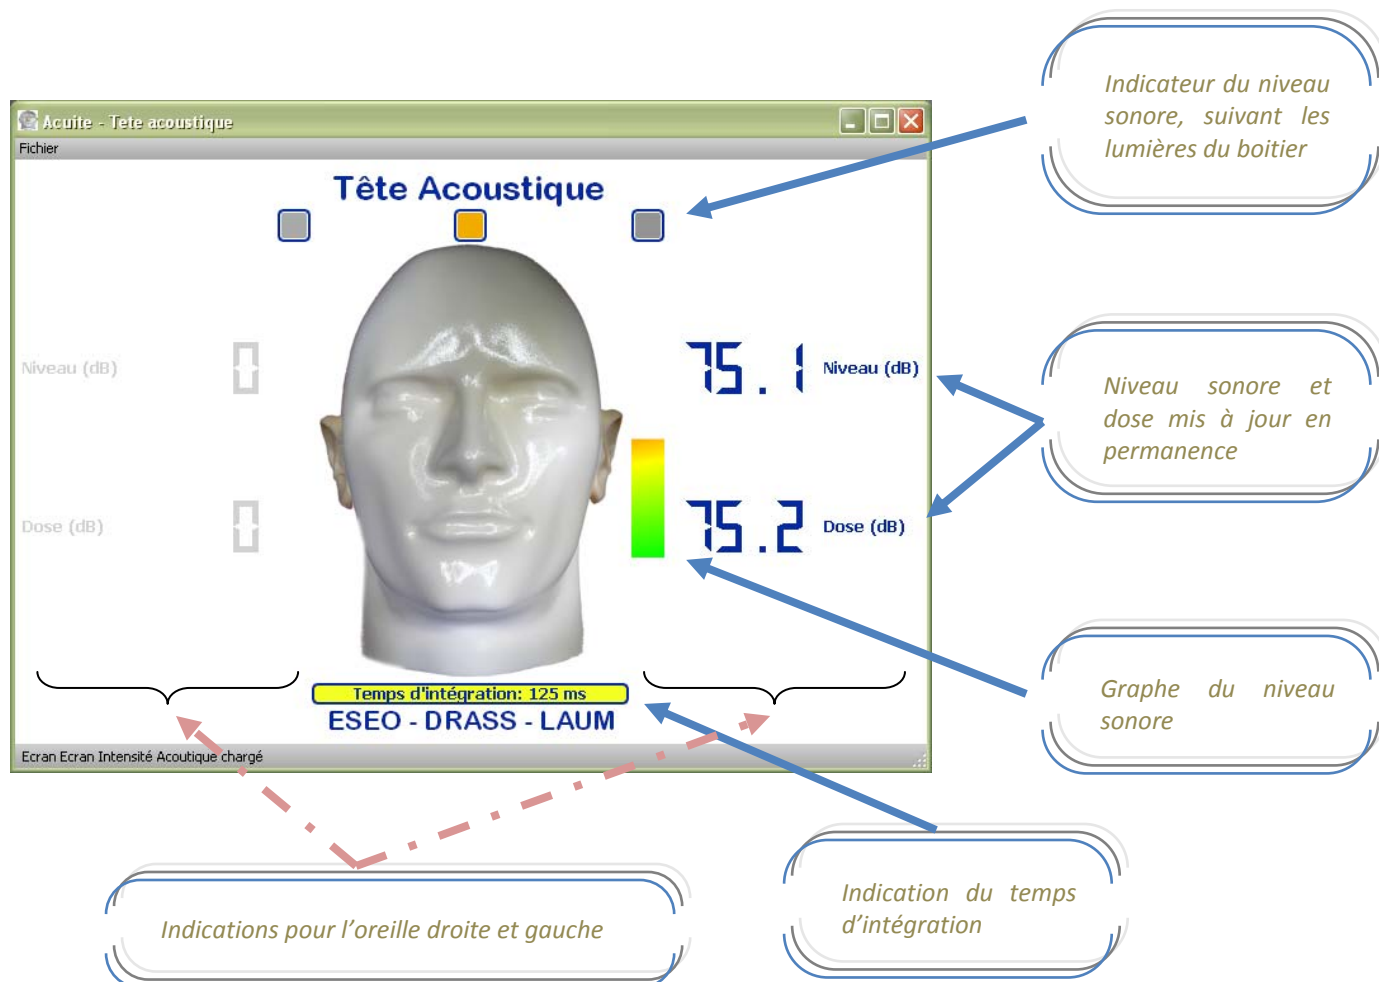 Indicateur du niveau
sonore, suivant les
lumières du boitier
Acuite - Tete acoustique
Fichier
Tête Acoustique
Niveau (dB)
0
75.1
Niveau (dB)
Niveau sonore et
dose mis à jour en
permanence
Dose (dB)
0
75.2
Dose (dB)
Graphe du niveau
sonore
Temps d'intégration: 125 ms
ESEO - DRASS - LAUM
Ecran Ecran Intensité Acoutique chargé
Indication du temps
d'intégration
Indications pour l'oreille droite et gauche